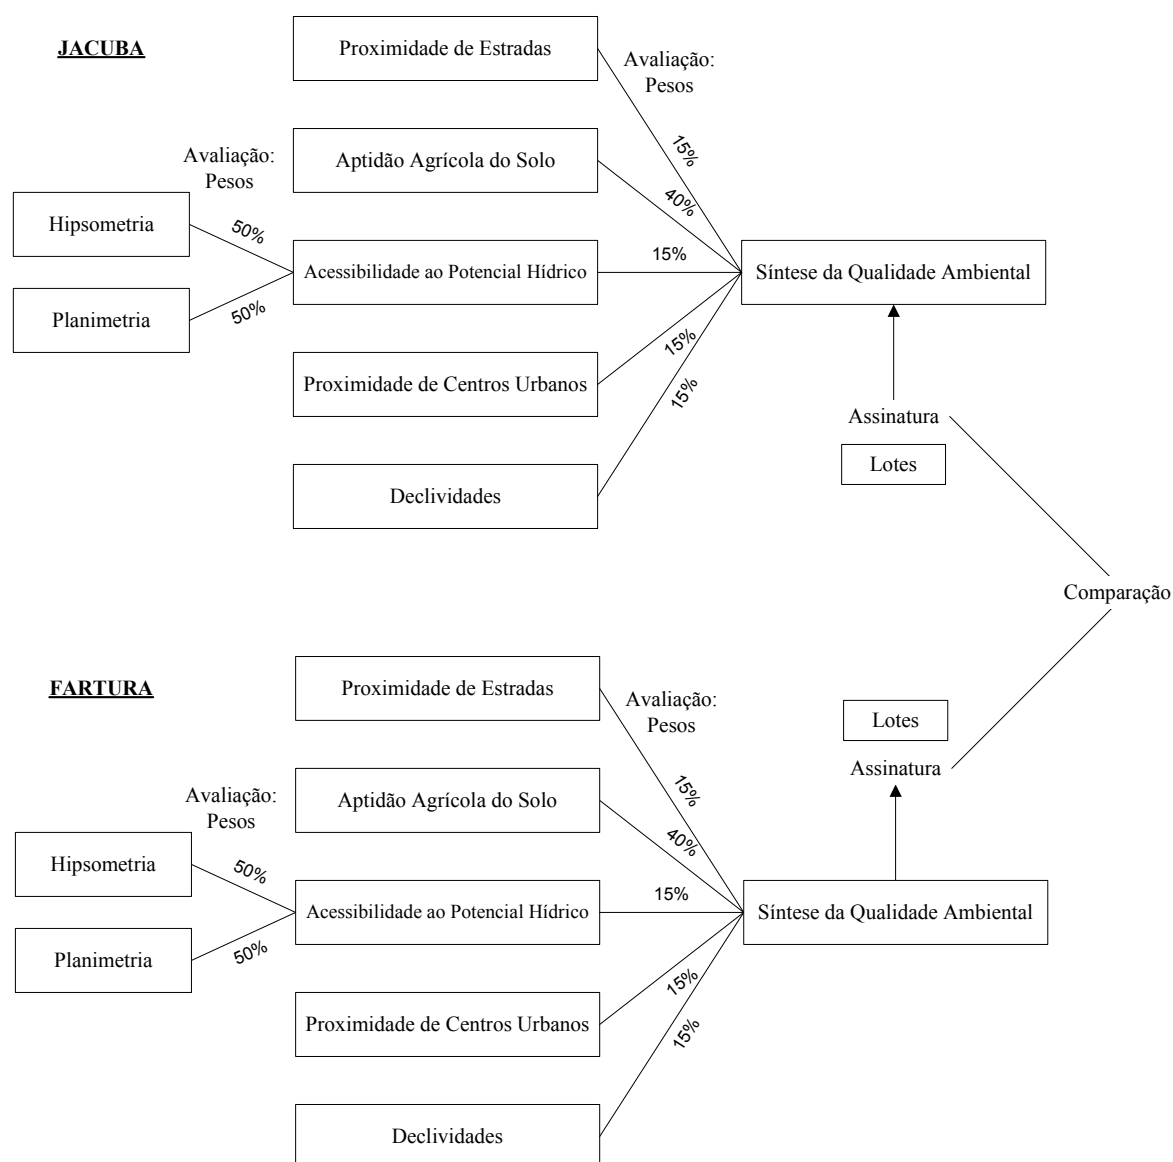 JACUBA
Proximidade de Estradas
Avaliação:
Pesos
15%
Aptidão Agrícola do Solo
40%
Avaliação:
Pesos
Hipsometria
50%
Acessibilidade ao Potencial Hídrico
15%
Síntese da Qualidade Ambiental
Planimetria
50%
Proximidade de Centros Urbanos
15%
Declividades
15%
Assinatura
Lotes
Comparação
FARTURA
Proximidade de Estradas
Avaliação:
Pesos
15%
Lotes
Assinatura
Aptidão Agrícola do Solo
40%
Avaliação:
Pesos
Hipsometria
50%
Acessibilidade ao Potencial Hídrico
15%
Síntese da Qualidade Ambiental
Planimetria
50%
Proximidade de Centros Urbanos
15%
Declividades
15%